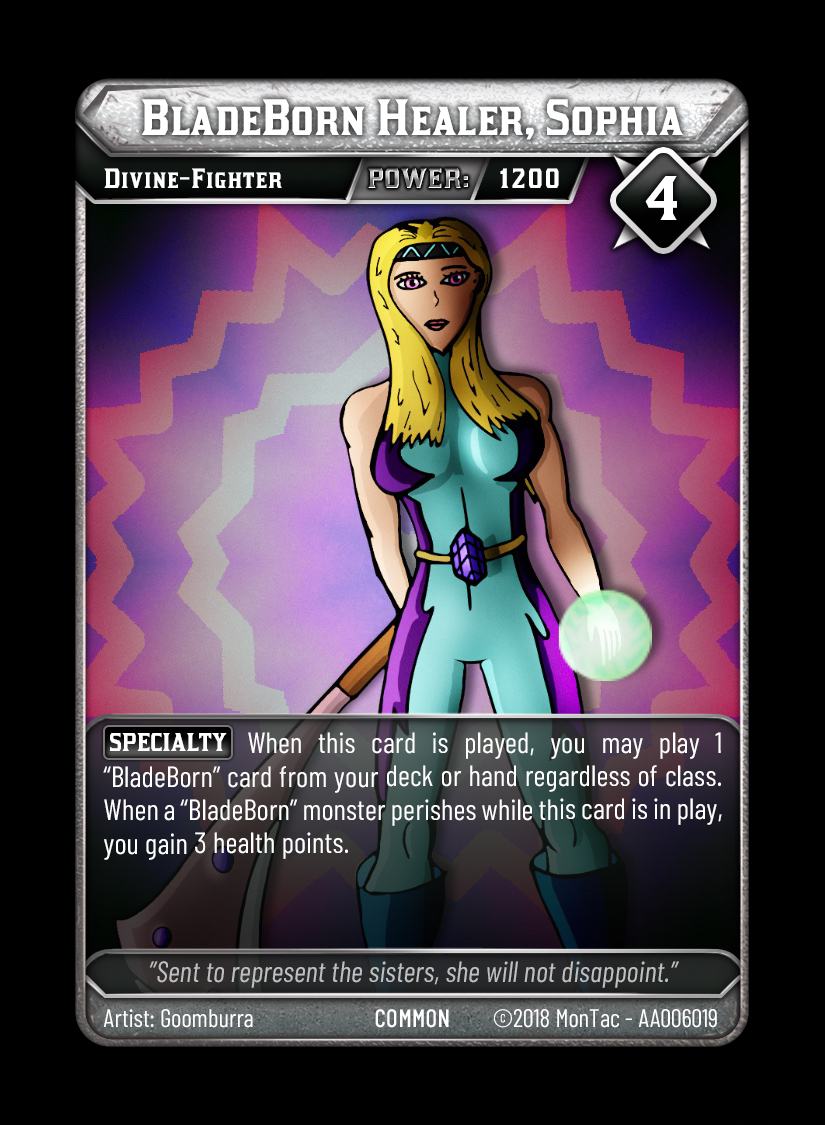 BladeBorn Healer, Sophia
Divine-Fighter POWER: 1200
4
SPECIALTY When this card is played, you may play 1
“BladeBorn” card from your deck or hand regardless of class.
When a “BladeBorn” monster perishes while this card is in play,
you gain 3 health points.
“Sent to represent the sisters, she will not disappoint.”
Artist: Goomburra COMMON ©2018 MonTac - AA006019